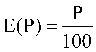 E(P) = P/100